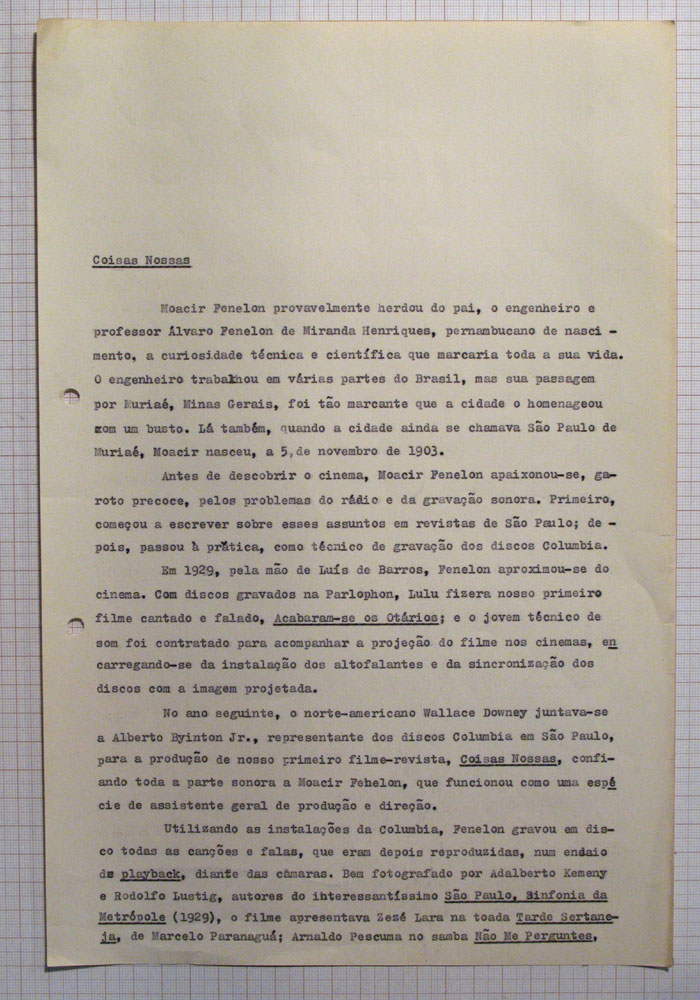 Coisas Nossas
Moacir Fenelon provavelmente herdou do pai, o engenheiro e
professor Álvaro Fenelon de Miranda Henriques, pernambucano de nasci -
mento, a curiosidade técnica e científica que marcaria toda a sua vida.
O engenheiro trabalhou em várias partes do Brasil, mas sua passagem
por Muriaé, Minas Gerais, foi tão marcante que a cidade o homenageou
com um busto. Lá também, quando a cidade ainda se chamava São Paulo de
Muriaé, Moacir nasceu, a 5,de novembro de 1903.
Antes de descobrir o cinema, Moacir Fenelon apaixonou-se, ga-
roto precoce, pelos problemas do rádio e da gravação sonora. Primeiro,
começou a escrever sobre esses assuntos em revistas de São Paulo; de -
pois, passou à prática, como técnico de gravação dos discos Columbia.
Em 1929, pela mão de Luís de Barros, Fenelon aproximou-se do
cinema. Com discos gravados na Parlophon, Lulu fizera nosso primeiro
filme cantado e falado, Acabaram-se os Otários; e o jovem técnico de
som foi contratado para acompanhar a projeção do filme nos cinemas, en
carregando-se da instalação dos altofalantes e da sincronização dos
discos com a imagem projetada.
No ano seguinte, o norte-americano Wallace Downey juntava-se
a Alberto Byinton Jr., representante dos discos Columbia em São Paulo,
para a produção de nosso primeiro filme-revista, Coisas Nossas, confi-
ando toda a parte sonora a Moacir Fehelon, que funcionou como uma espé
cie de assistente geral de produção e direção.
Utilizando as instalações da Columbia, Fenelon gravou em dis-
co todas as canções e falas, que eram depois reproduzidas, num endaio
de playback, diante das câmaras. Bem fotografado por Adalberto Kemeny
e Rodolfo Lustig, autores do ihteressantíssimo São Paulo, Sinfonia da
Metrópole (1929), o filme apresentava Zezé Lara na toada Tarde Sertane-
ja, de Marcelo Paranaguá; Arnaldo Pescuma no samba Não Me Perguntes,